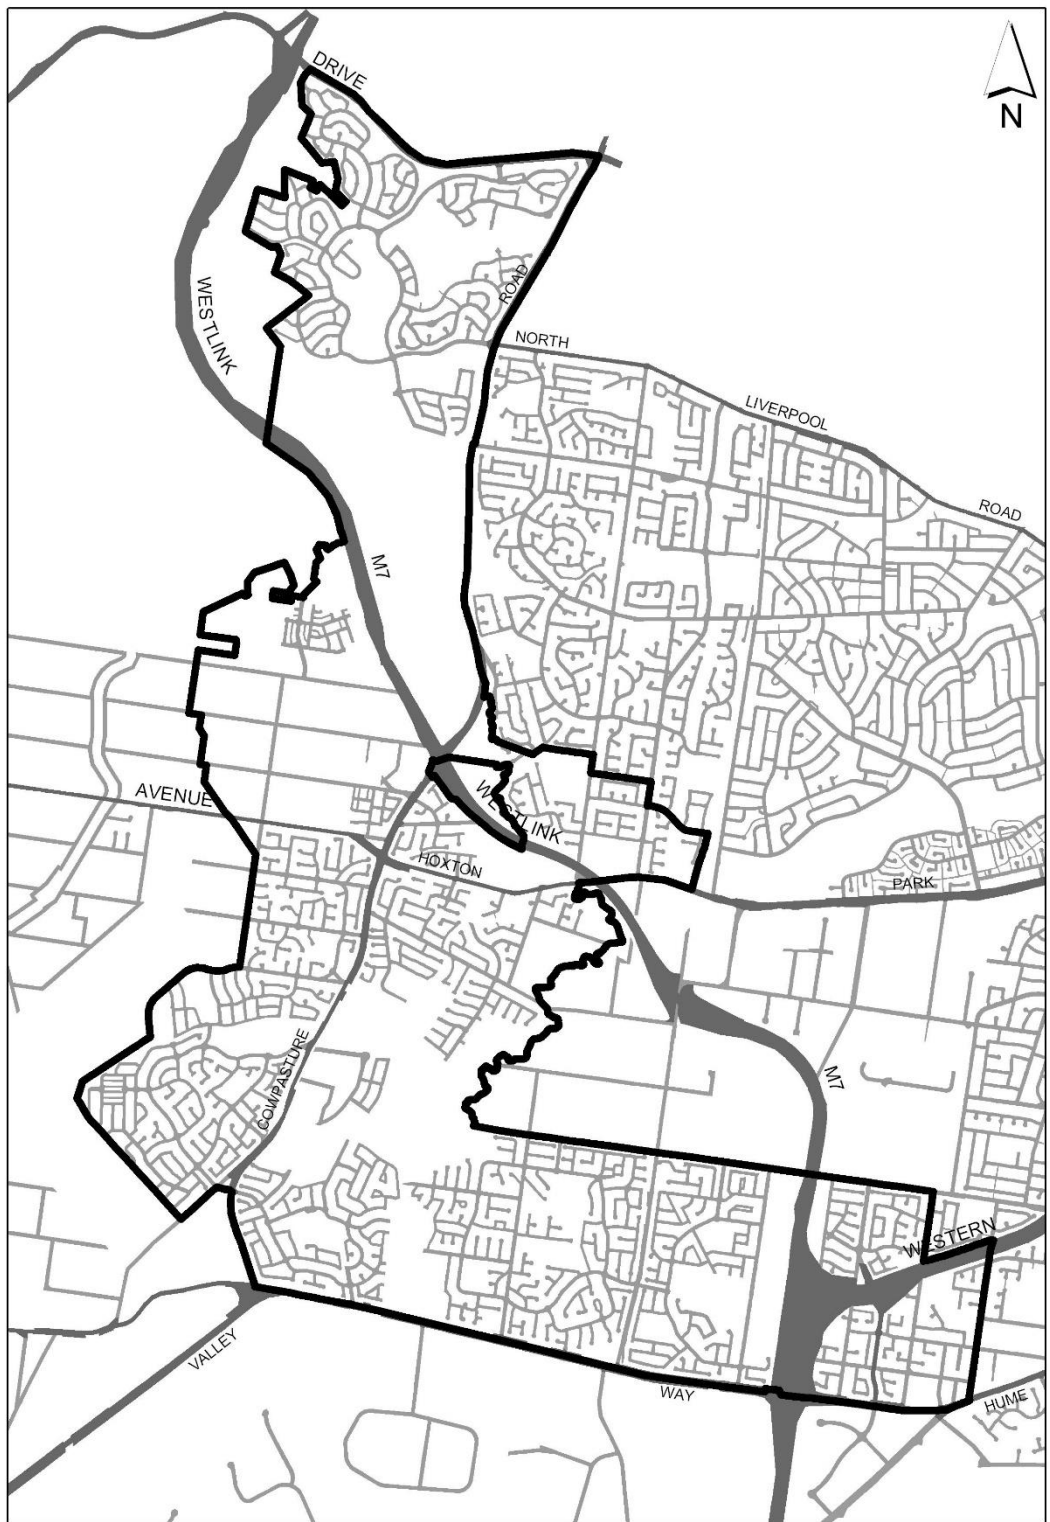 DRIVE
N
WESTLINK
ROAD
NORTH
LIVERPOOL
ROAD
M7
AVENUE
WESTLINK
HOXTON
PARK
COWPASTURE
M7
WESTERN
VALLEY
WAY
HUME